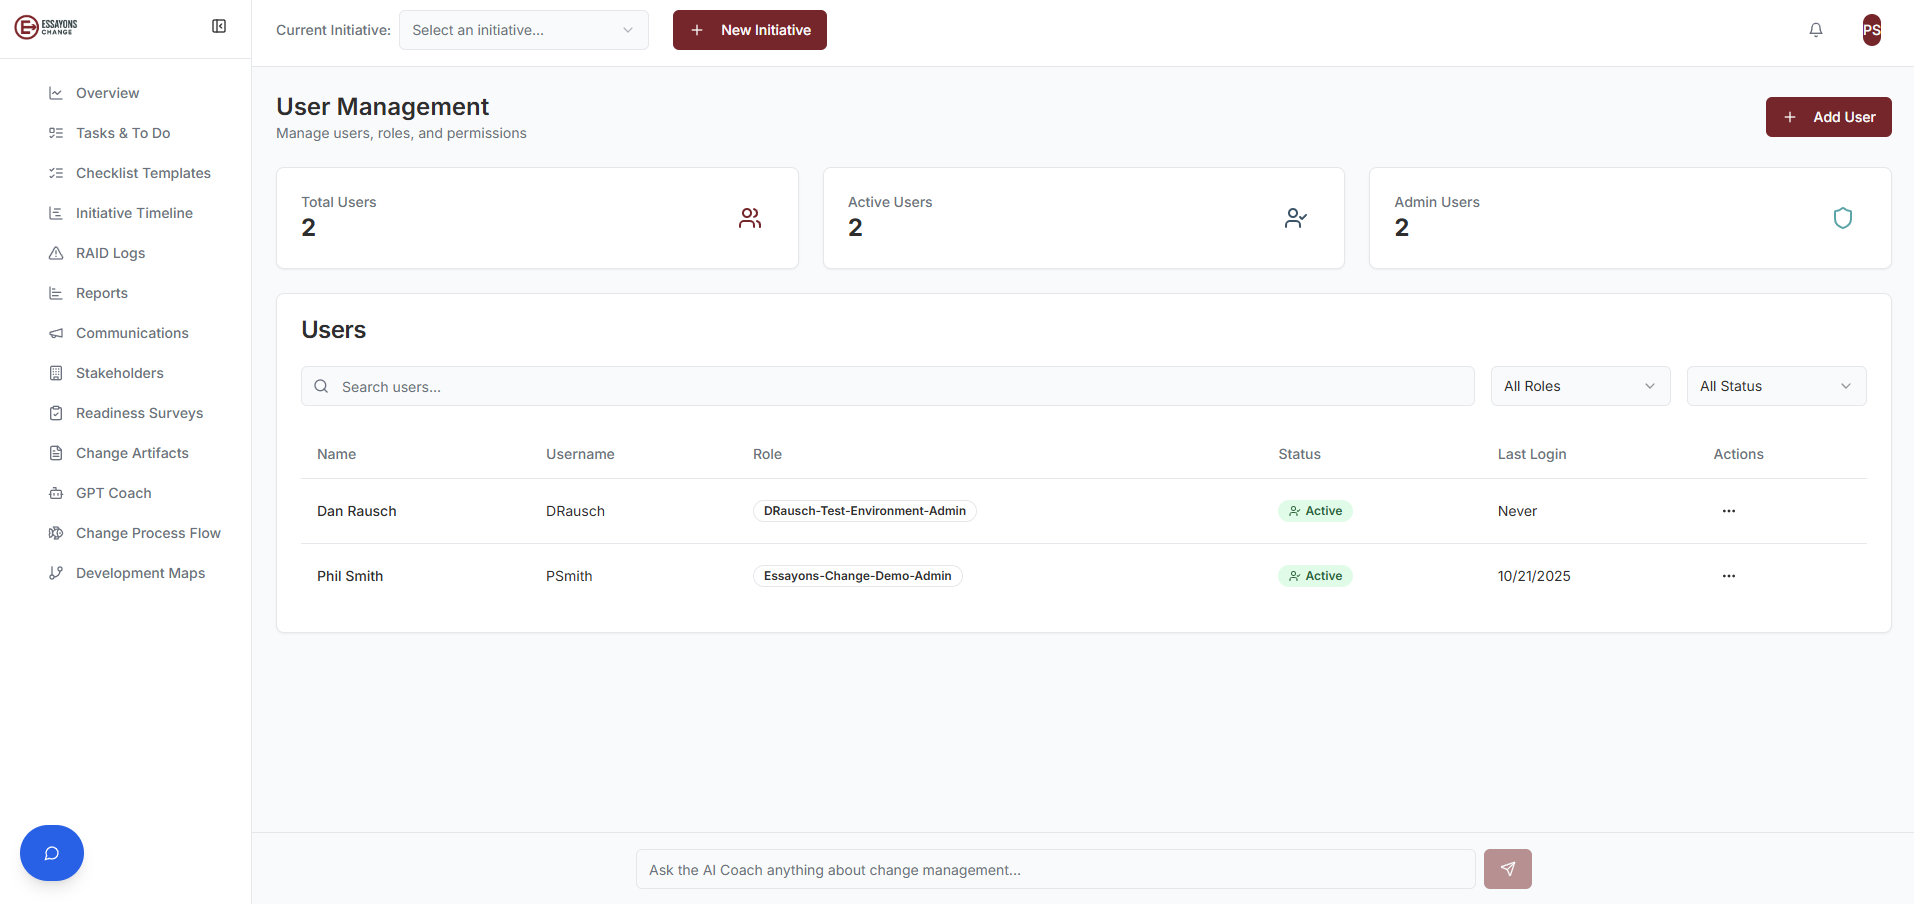 ESSAYONS
CHANGE
Current Initiative:
Select an initiative...
New Initiative
PS
Overview
Tasks & To Do
Checklist Templates
Initiative Timeline
RAID Logs
Reports
Communications
Stakeholders
Readiness Surveys
Change Artifacts
GPT Coach
Change Process Flow
Development Maps
User Management
Manage users, roles, and permissions
Add User
Total Users
2
Active Users
2
Admin Users
2
Users
Search users...
All Roles
All Status
Name Username Role Status Last Login Actions
Dan Rausch DRausch DRausch-Test-Environment-Admin Active Never
Phil Smith PSmith Essayons-Change-Demo-Admin Active 10/21/2025
Ask the AI Coach anything about change management...